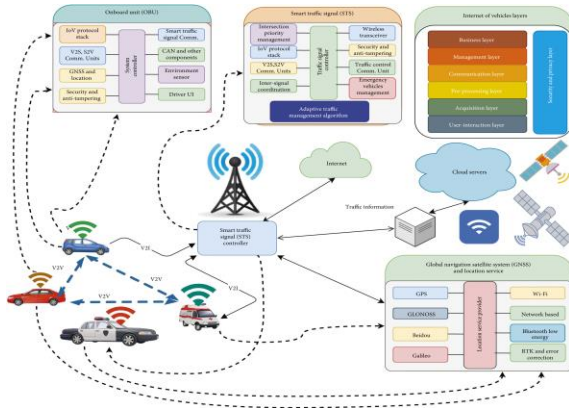 Onboard unit (OBU)
IoV protocol
stack
V2S, S2V
Comm. Units
GNSS and
location
Security and
anti-tampering
System
controller
Smart traffic
signal Comm.
CAN and other
components
Environment
sensor
Driver UI
Smart traffic signal (STS)
Intersection
priority
management
IoV protocol
stack
V2S,S2V
Comm. Units
Inter-signal
coordination
Traffic signal
controller
Wireless
transceiver
Security and
anti-tampering
Traffic control
Comm. Unit
Emergency
vehicles
management
Adaptive traffic
management algorithm
Internet of vehicles layers
Business layer
Management layer
Communication layer
Pre-processing layer
Acquisition layer
User interaction layer
Security and privacy layer
Internet
Cloud servers
Traffic information
Smart traffic
signal (STS)
controller
V2I
V2V
V2V
V2V
V2I
Global navigation satellite system (GNSS)
and location service
GPS
GLONOSS
Beidou
Galileo
Location service provider
Wi-Fi
Network based
Bluetooth low
energy
RTK and error
correction